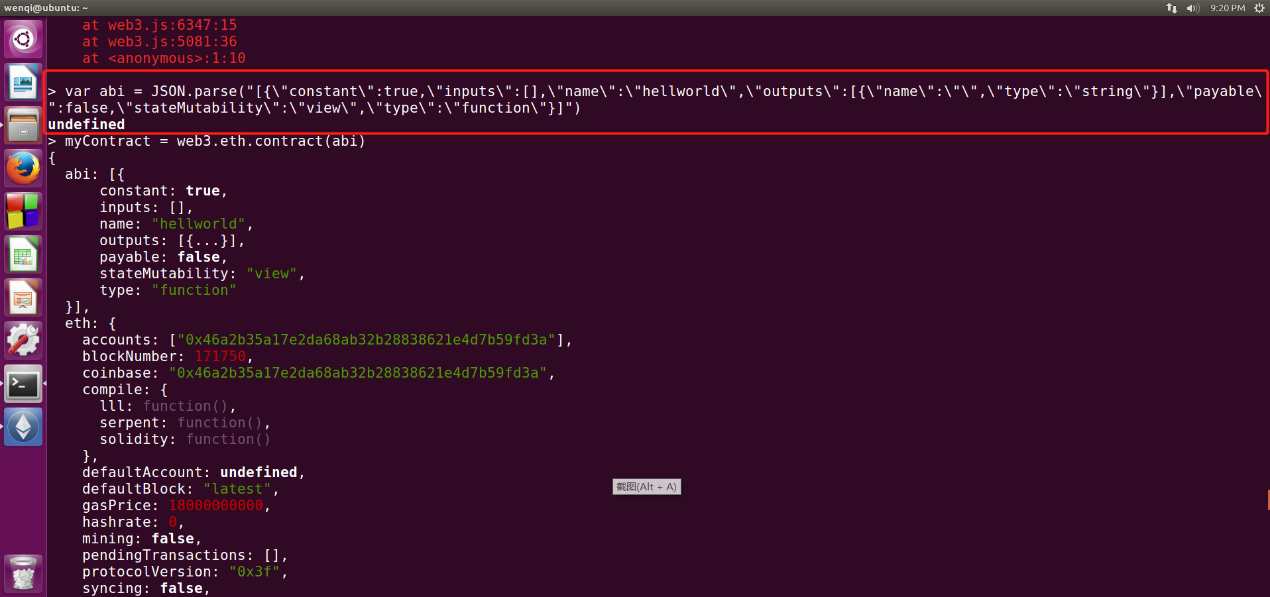 wenqi@ubuntu: ~
9:20 PM
at web3.js:6347:15
at web3.js:5081:36
at <anonymous>:1:10
> var abi = JSON.parse("[{\"constant\":true,\"inputs\":[],\"name\":\"hellworld\",\"outputs\":[{\"name\":\"\",\"type\":\"string\"}],\"payable\
":false,\"stateMutability\":\"view\",\"type\":\"function\"}]")
undefined
> myContract = web3.eth.contract(abi)
{
abi: [{
constant: true,
inputs: [],
name: "hellworld",
outputs: [{...}],
payable: false,
stateMutability: "view",
type: "function"
}],
eth: {
accounts: ["0x46a2b35a17e2da68ab32b28838621e4d7b59fd3a"],
blockNumber: 171750,
coinbase: "0x46a2b35a17e2da68ab32b28838621e4d7b59fd3a",
compile: {
lll: function(),
serpent: function(),
solidity: function()
},
defaultAccount: undefined,
defaultBlock: "latest",
截图(Alt + A)
gasPrice: 18000000000,
hashrate: 0,
mining: false,
pendingTransactions: [],
protocolVersion: "0x3f",
syncing: false,